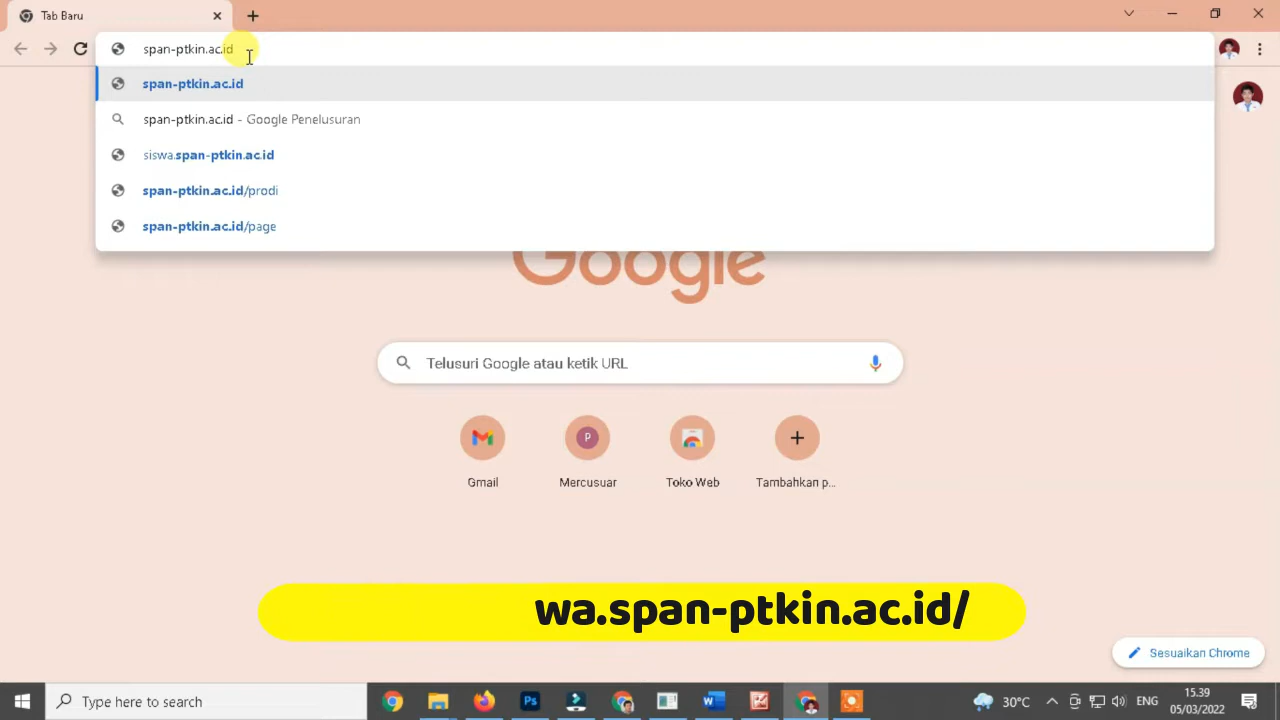 Tab Baru
span-ptkin.ac.id
span-ptkin.ac.id
span-ptkin.ac.id - Google Penelusuran
siswa.span-ptkin.ac.id
span-ptkin.ac.id/prodi
span-ptkin.ac.id/page
Google
Telusuri Google atau ketik URL
P
Gmail
Mercusuar
Toko Web
Tambahkan p...
wa.span-ptkin.ac.id/
Sesuaikan Chrome
Type here to search
Ps
W
30°C
ENG
15.39
05/03/2022